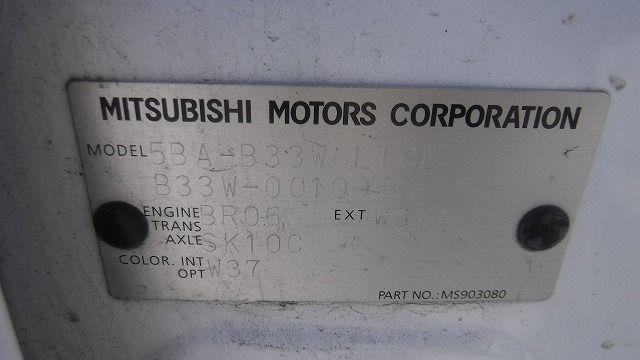 MITSUBISHI MOTORS CORPORATION
MODEL 5BA-B33W
B33W-0010
ENGINE BR06 EXT
TRANS
AXLE GK10C
COLOR. INT W37
OPT
PART NO.: MS903080